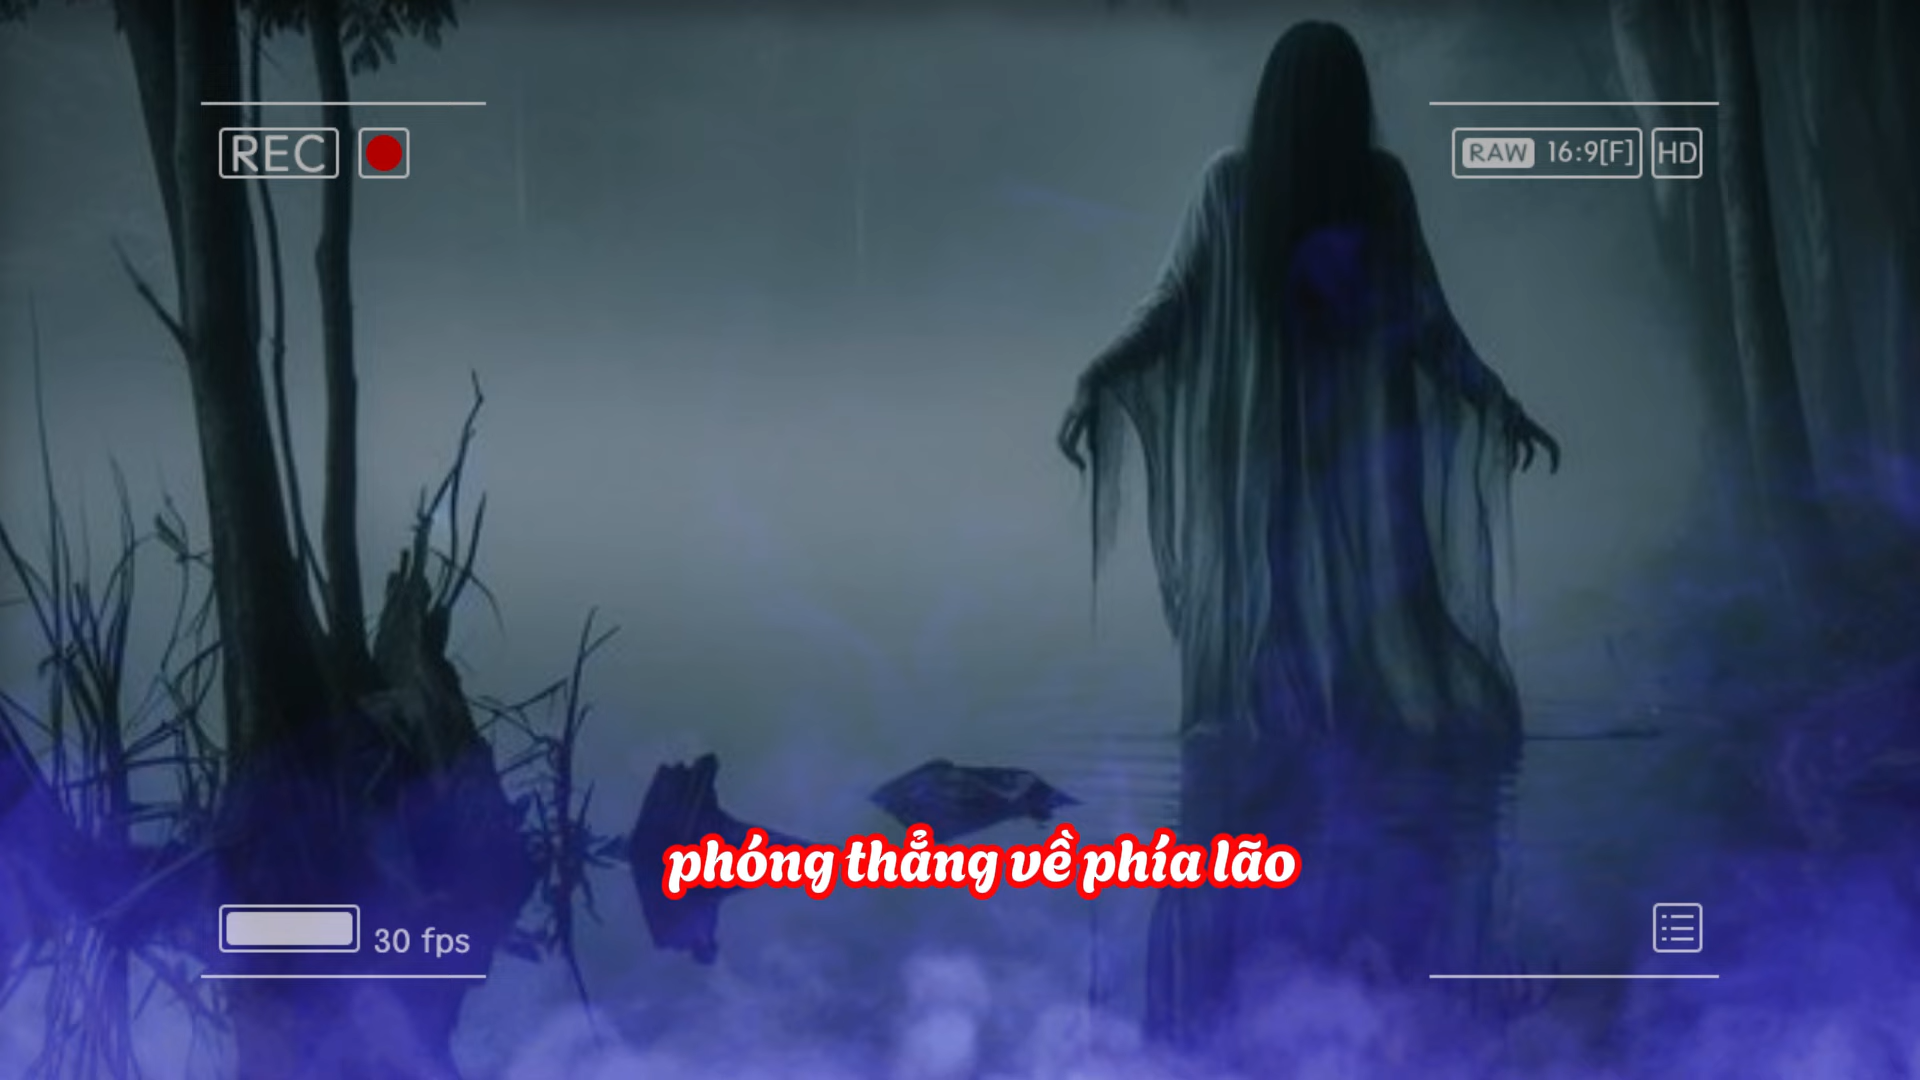 REC
RAW 16:9[F] HD
phóng thẳng về phía lão
30 fps